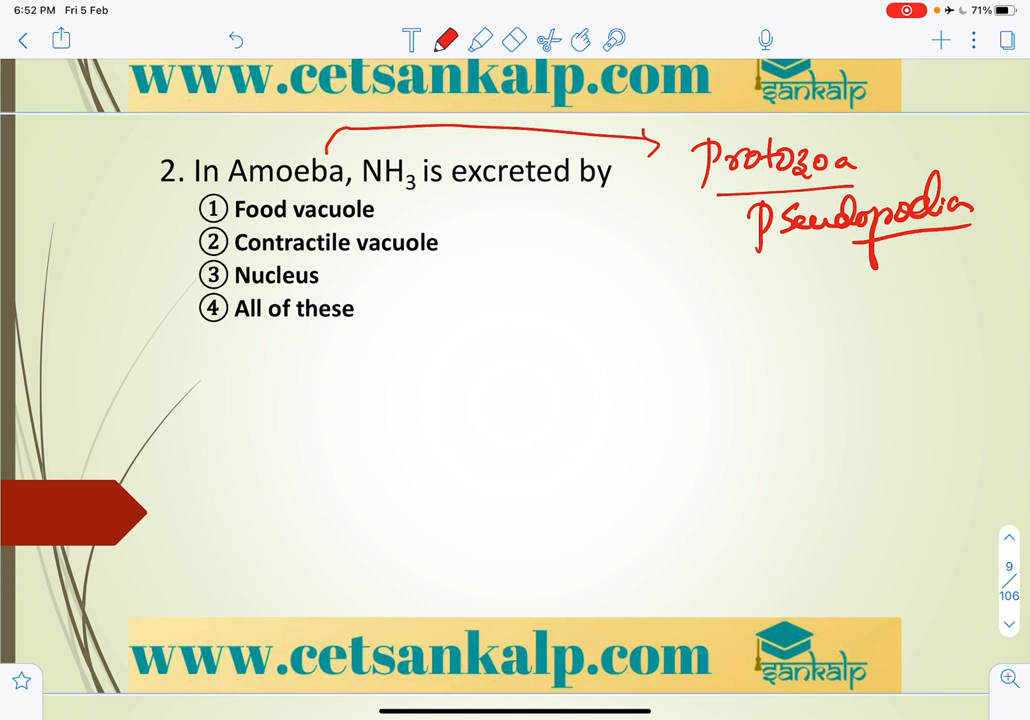 6:52 PM Fri 5 Feb
71%
T
www.cetsankalp.com
sankalp
Protozoa
2. In Amoeba, NH3 is excreted by
Pseudopodia
① Food vacuole
② Contractile vacuole
③ Nucleus
④ All of these
9
106
www.cetsankalp.com
sankalp